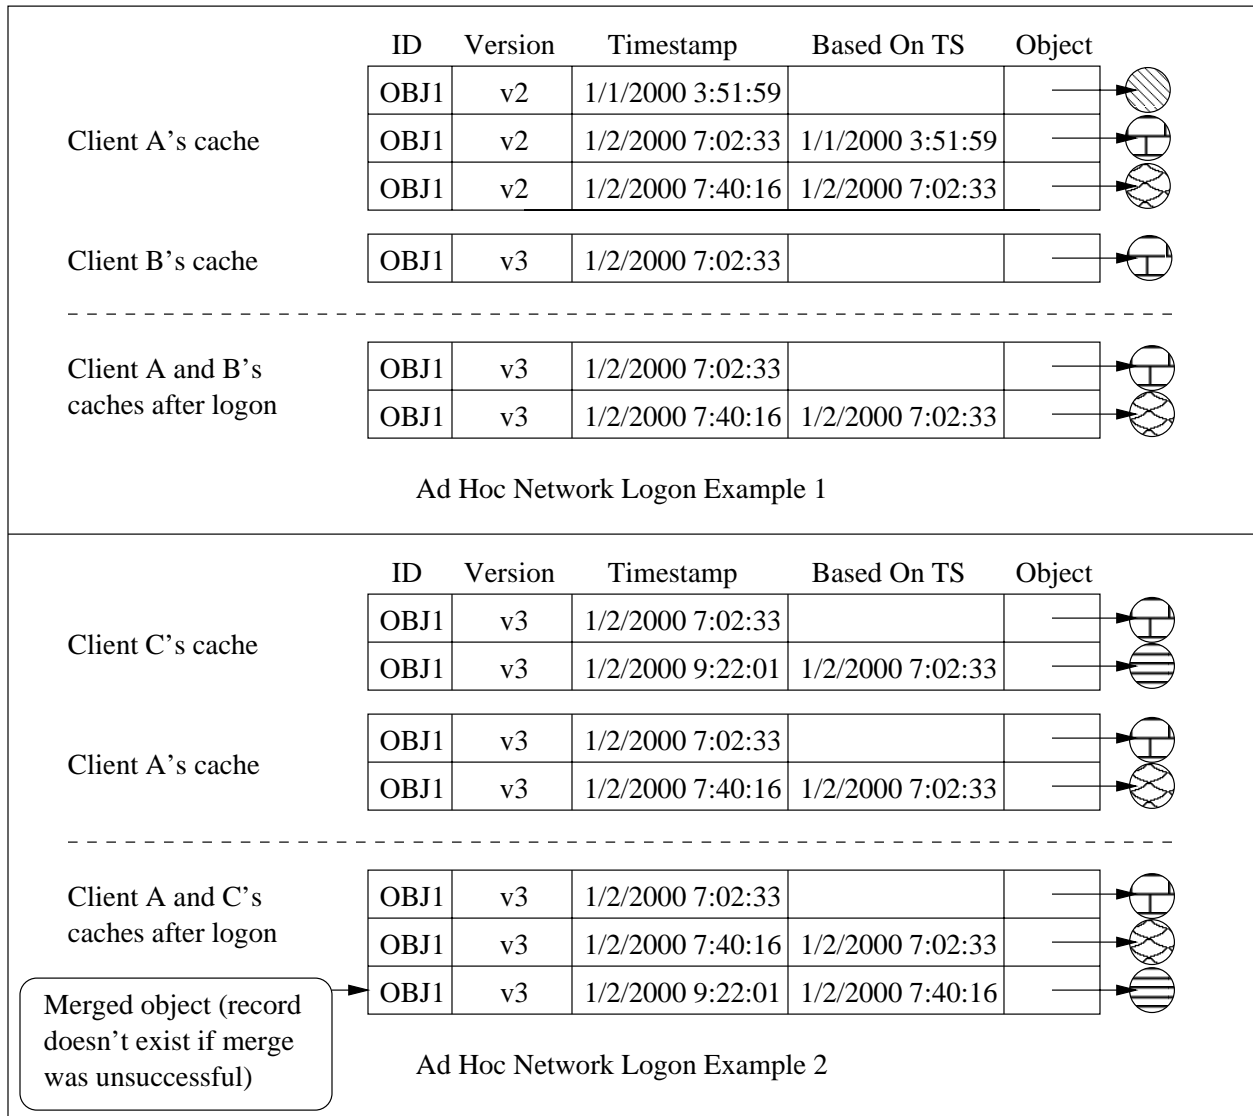 ID Version Timestamp Based On TS Object
OBJ1 v2 1/1/2000 3:51:59
Client A’s cache OBJ1 v2 1/2/2000 7:02:33 1/1/2000 3:51:59
OBJ1 v2 1/2/2000 7:40:16 1/2/2000 7:02:33
Client B’s cache OBJ1 v3 1/2/2000 7:02:33
Client A and B’s
caches after logon
OBJ1 v3 1/2/2000 7:02:33
OBJ1 v3 1/2/2000 7:40:16 1/2/2000 7:02:33
Ad Hoc Network Logon Example 1
ID Version Timestamp Based On TS Object
Client C’s cache
OBJ1 v3 1/2/2000 7:02:33
OBJ1 v3 1/2/2000 9:22:01 1/2/2000 7:02:33
Client A’s cache
OBJ1 v3 1/2/2000 7:02:33
OBJ1 v3 1/2/2000 7:40:16 1/2/2000 7:02:33
Client A and C’s
caches after logon
OBJ1 v3 1/2/2000 7:02:33
OBJ1 v3 1/2/2000 7:40:16 1/2/2000 7:02:33
OBJ1 v3 1/2/2000 9:22:01 1/2/2000 7:40:16
Merged object (record
doesn’t exist if merge
was unsuccessful)
Ad Hoc Network Logon Example 2